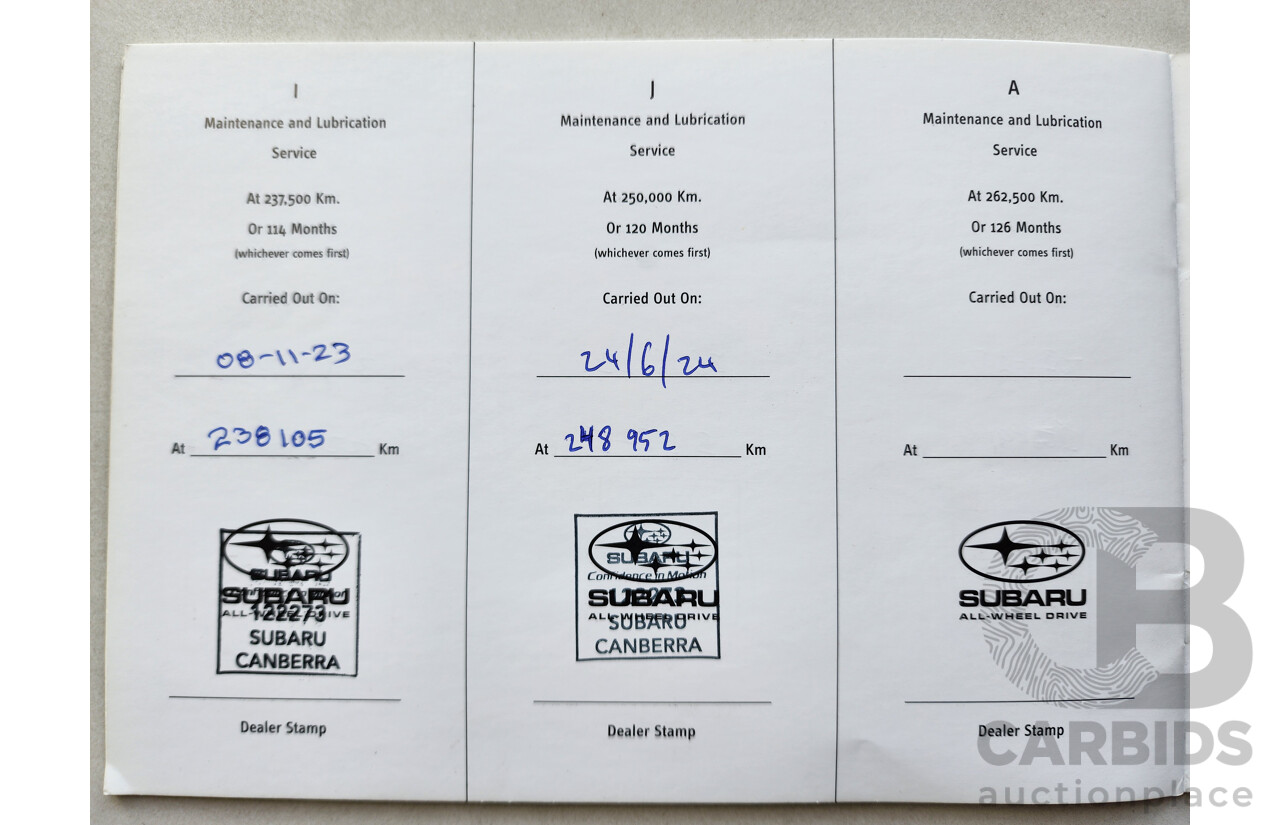 I
Maintenance and Lubrication
Service
At 237,500 Km.
Or 114 Months
(whichever comes first)
Carried Out On:
08-11-23
At 238105 Km
SUBARU
SUBARU
ALL-WHEEL DRIVE
122273
SUBARU
CANBERRA
Dealer Stamp
J
Maintenance and Lubrication
Service
At 250,000 Km.
Or 120 Months
(whichever comes first)
Carried Out On:
24/6/24
At 248 952 Km
SUBARU
Confidence in Motion
SUBARU
ALL-WHEEL DRIVE
SUBARU
CANBERRA
Dealer Stamp
A
Maintenance and Lubrication
Service
At 262,500 Km.
Or 126 Months
(whichever comes first)
Carried Out On:
At Km
SUBARU
ALL-WHEEL DRIVE
Dealer Stamp
CARBIDS
auctionplace